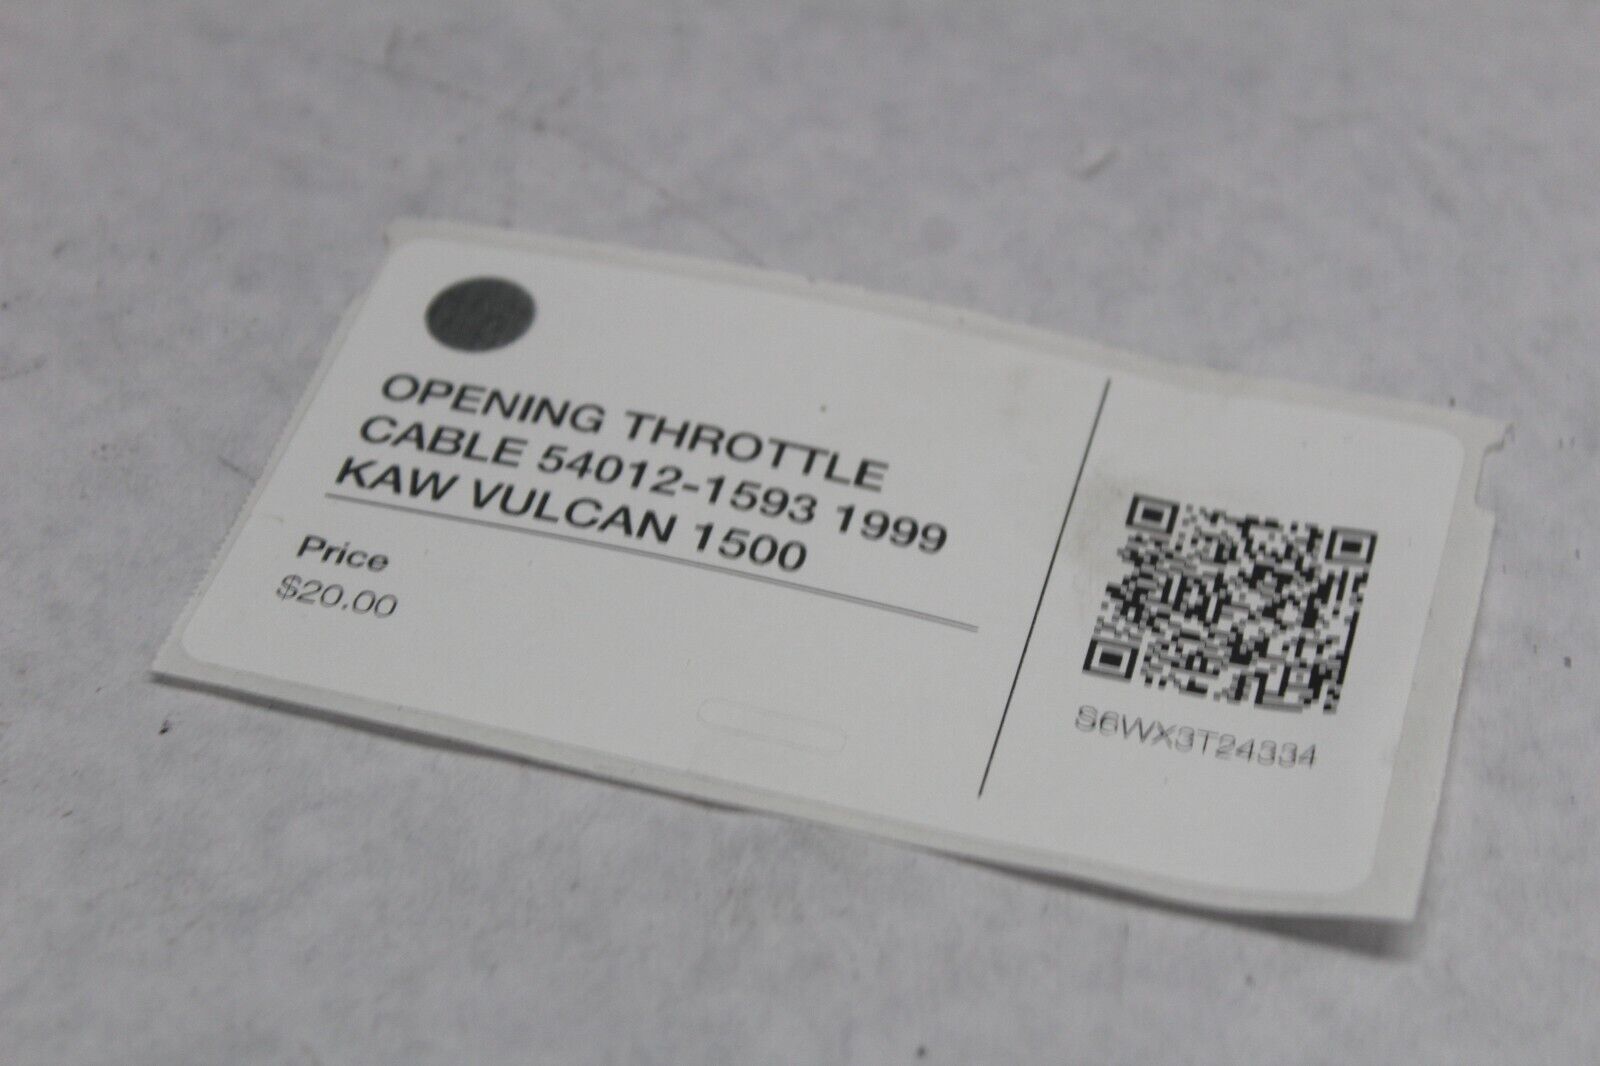 OPENING THROTTLE
CABLE 54012-1593 1999
KAW VULCAN 1500
Price
$20.00
S6WX3T24334